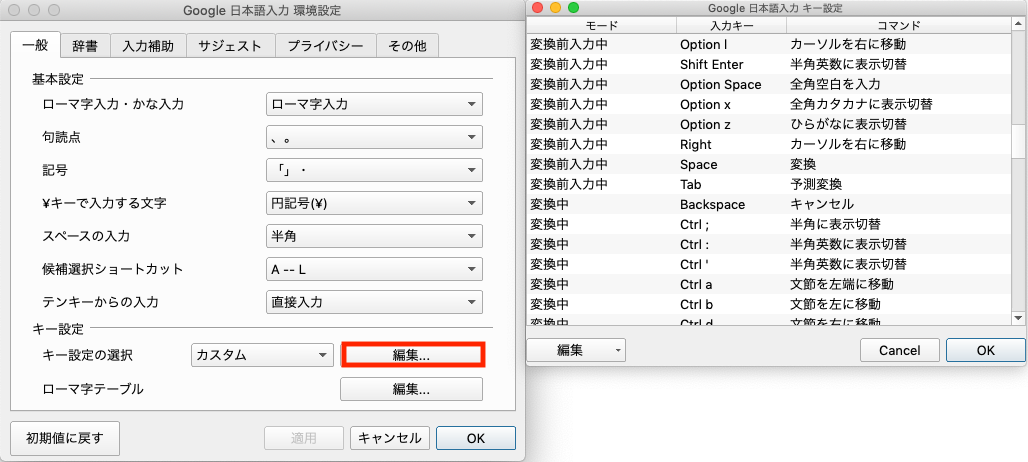 Google 日本語入力 環境設定
一般 辞書 入力補助 サジェスト プライバシー その他
基本設定
ローマ字入力・かな入力 ローマ字入力
句読点 、。
記号 「」・
¥キーで入力する文字 円記号(¥)
スペースの入力 半角
候補選択ショートカット A -- L
テンキーからの入力 直接入力
キー設定
キー設定の選択 カスタム 編集...
ローマ字テーブル 編集...
初期値に戻す 適用 キャンセル OK
Google 日本語入力 キー設定
モード 入力キー コマンド
変換前入力中 Option l カーソルを右に移動
変換前入力中 Shift Enter 半角英数に表示切替
変換前入力中 Option Space 全角空白を入力
変換前入力中 Option x 全角カタカナに表示切替
変換前入力中 Option z ひらがなに表示切替
変換前入力中 Right カーソルを右に移動
変換前入力中 Space 変換
変換前入力中 Tab 予測変換
変換中 Backspace キャンセル
変換中 Ctrl ; 半角に表示切替
変換中 Ctrl : 半角英数に表示切替
変換中 Ctrl ' 半角英数に表示切替
変換中 Ctrl a 文節を左端に移動
変換中 Ctrl b 文節を左に移動
変換中 Ctrl d 文節を右に移動
編集 Cancel OK